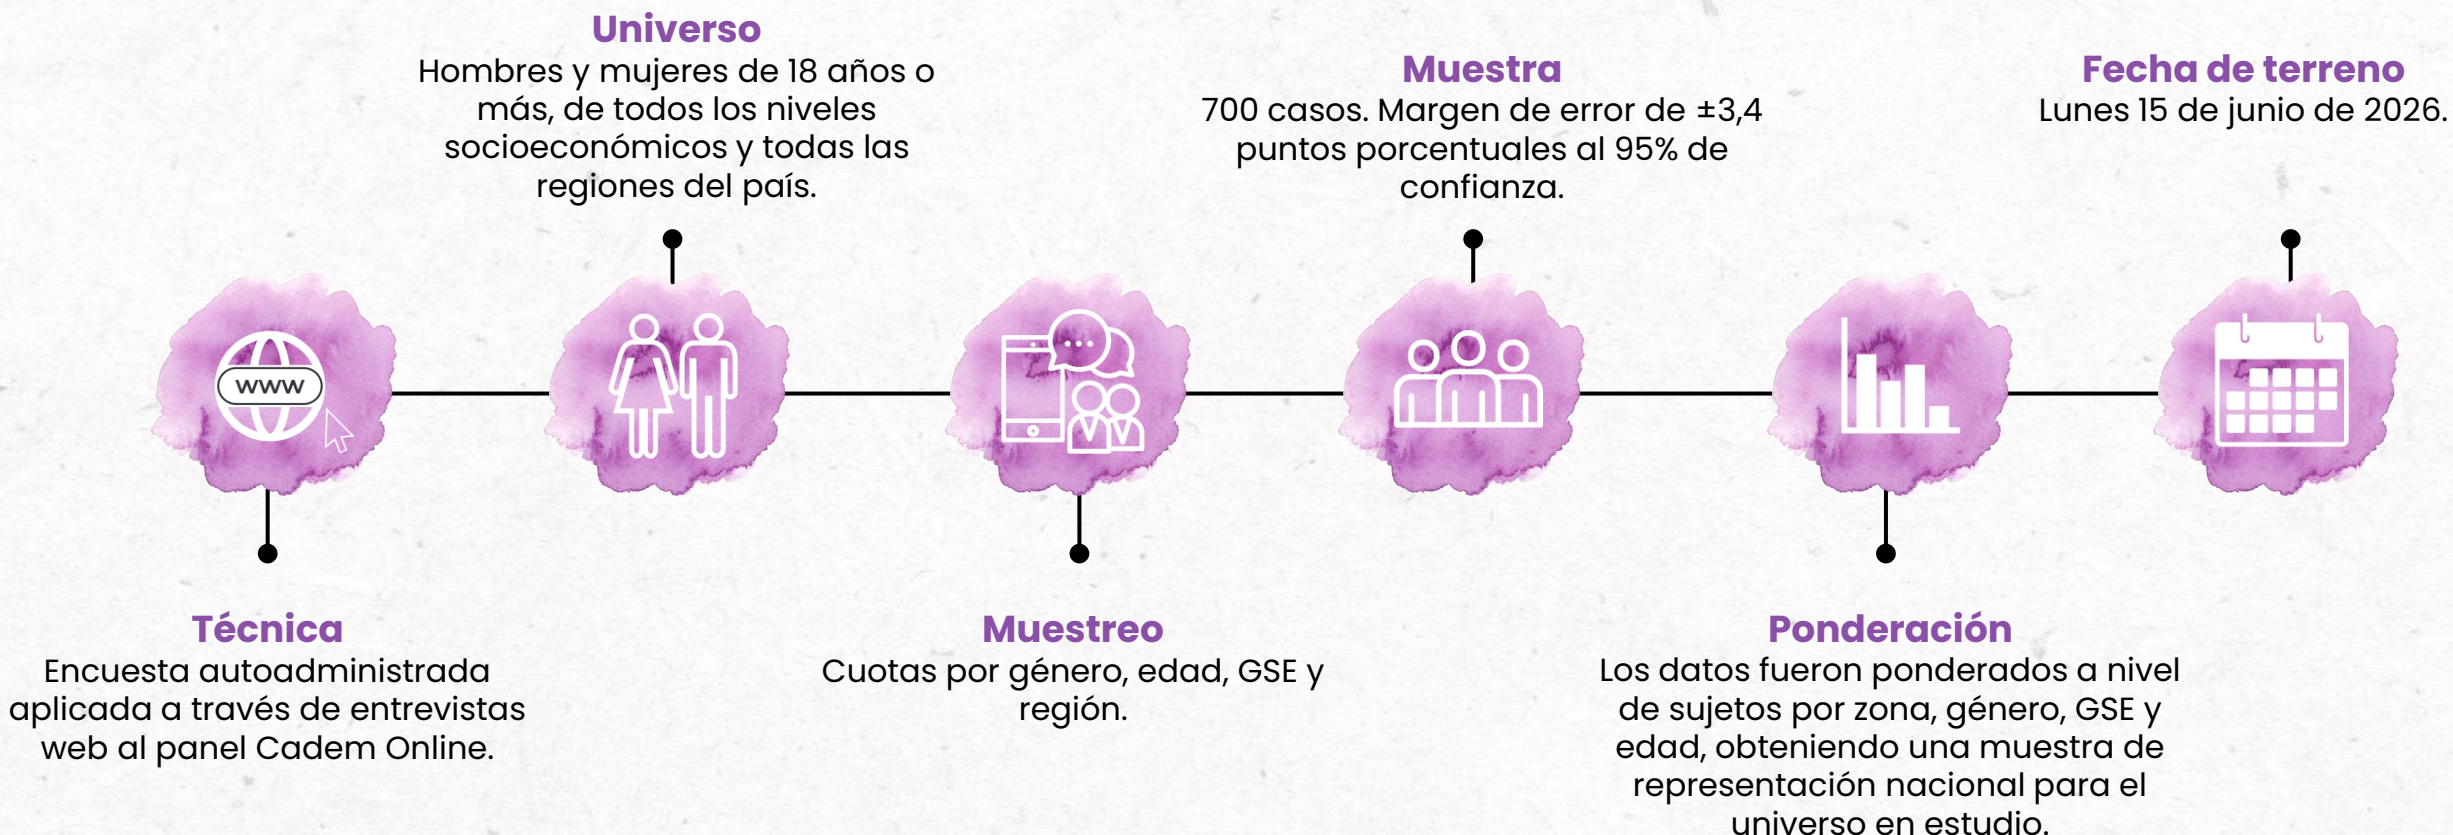 Universo
Hombres y mujeres de 18 años o
más, de todos los niveles
socioeconómicos y todas las
regiones del país.
Muestra
700 casos. Margen de error de ±3,4
puntos porcentuales al 95% de
confianza.
Fecha de terreno
Lunes 15 de junio de 2026.
www
Técnica
Encuesta autoadministrada
aplicada a través de entrevistas
web al panel Cadem Online.
Muestreo
Cuotas por género, edad, GSE y
región.
Ponderación
Los datos fueron ponderados a nivel
de sujetos por zona, género, GSE y
edad, obteniendo una muestra de
representación nacional para el
universo en estudio.